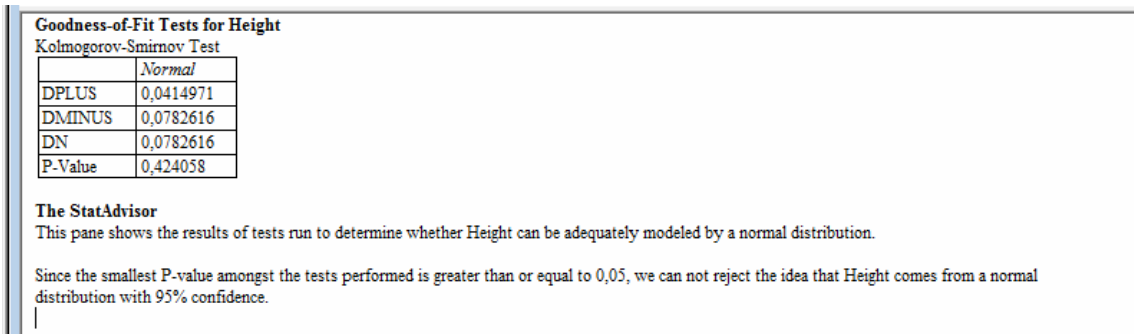 Goodness-of-Fit Tests for Height
Kolmogorov-Smirnov Test
Normal
DPLUS 0,0414971
DMINUS 0,0782616
DN 0,0782616
P-Value 0,424058
The StatAdvisor
This pane shows the results of tests run to determine whether Height can be adequately modeled by a normal distribution.
Since the smallest P-value amongst the tests performed is greater than or equal to 0,05, we can not reject the idea that Height comes from a normal
distribution with 95% confidence.